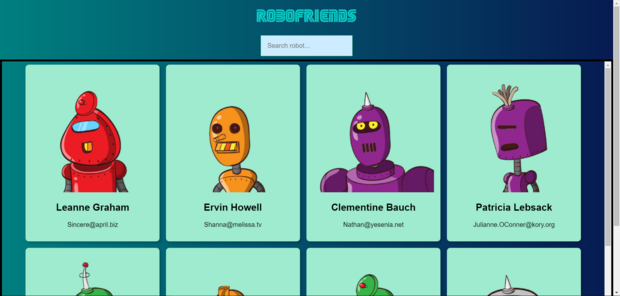 ROBOFRIENDS
Search robot...
Leanne Graham
Sincere@april.biz
Ervin Howell
Shanna@melissa.tv
Clementine Bauch
Nathan@yesenia.net
Patricia Lebsack
Julianne.OConner@kory.org